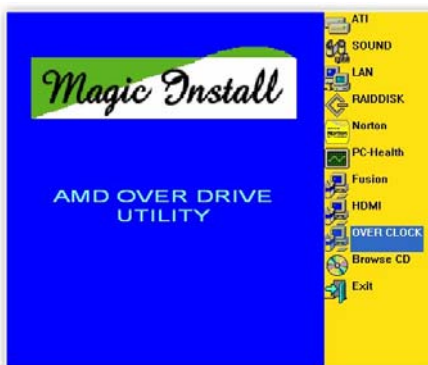 Magic Install
AMD OVER DRIVE
UTILITY
ATI
SOUND
LAN
RAIDDISK
Norton
PC-Health
Fusion
HDMI
OVER CLOCK
Browse CD
Exit